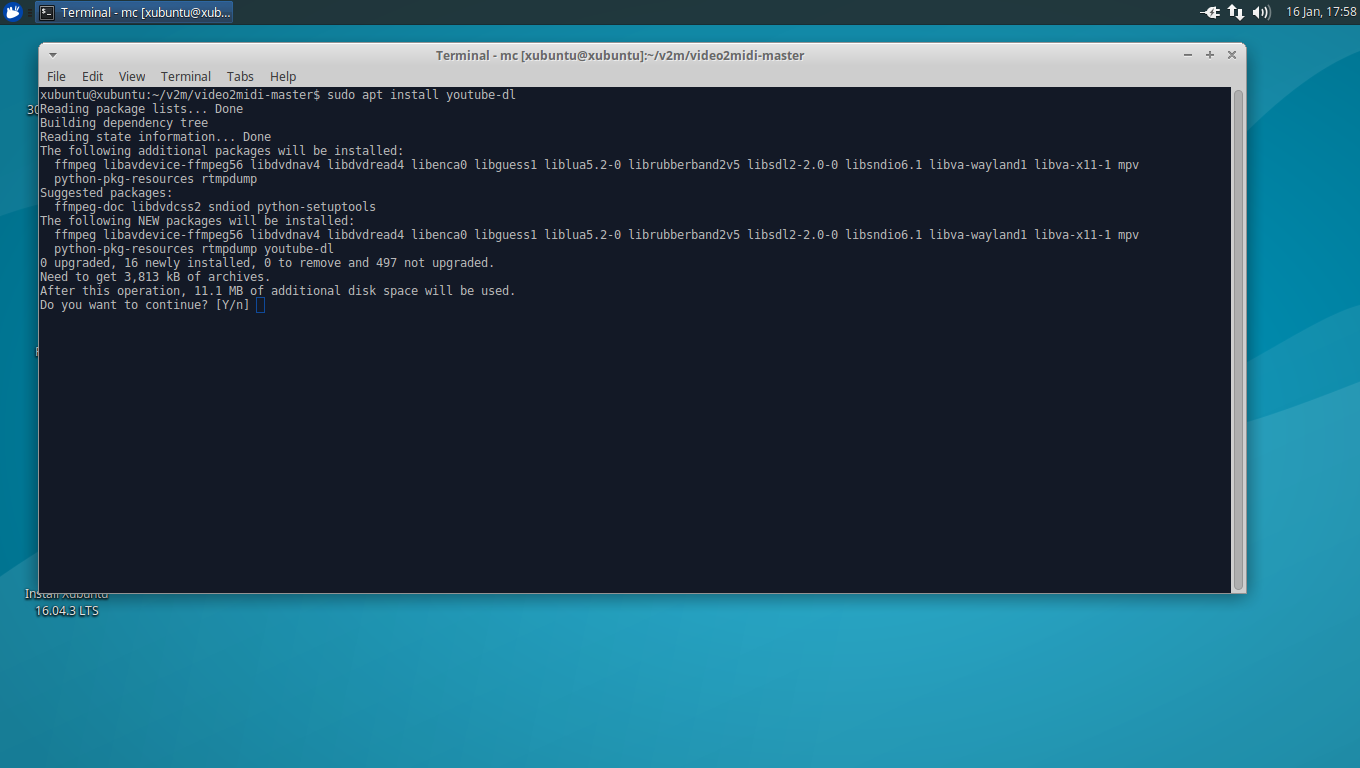 Terminal - mc [xubuntu@xub...
16 Jan, 17:58
Terminal - mc [xubuntu@xubuntu]:~/v2m/video2midi-master
File Edit View Terminal Tabs Help
xubuntu@xubuntu:~/v2m/video2midi-master$ sudo apt install youtube-dl
Reading package lists... Done
Building dependency tree
Reading state information... Done
The following additional packages will be installed:
  ffmpeg libavdevice-ffmpeg56 libdvdnav4 libdvdread4 libenca0 libguess1 liblua5.2-0 librubberband2v5 libsdl2-2.0-0 libsndio6.1 libva-wayland1 libva-x11-1 mpv
  python-pkg-resources rtmpdump
Suggested packages:
  ffmpeg-doc libdvdcss2 sndiod python-setuptools
The following NEW packages will be installed:
  ffmpeg libavdevice-ffmpeg56 libdvdnav4 libdvdread4 libenca0 libguess1 liblua5.2-0 librubberband2v5 libsdl2-2.0-0 libsndio6.1 libva-wayland1 libva-x11-1 mpv
  python-pkg-resources rtmpdump youtube-dl
0 upgraded, 16 newly installed, 0 to remove and 497 not upgraded.
Need to get 3,813 kB of archives.
After this operation, 11.1 MB of additional disk space will be used.
Do you want to continue? [Y/n]
Install Xubuntu
16.04.3 LTS